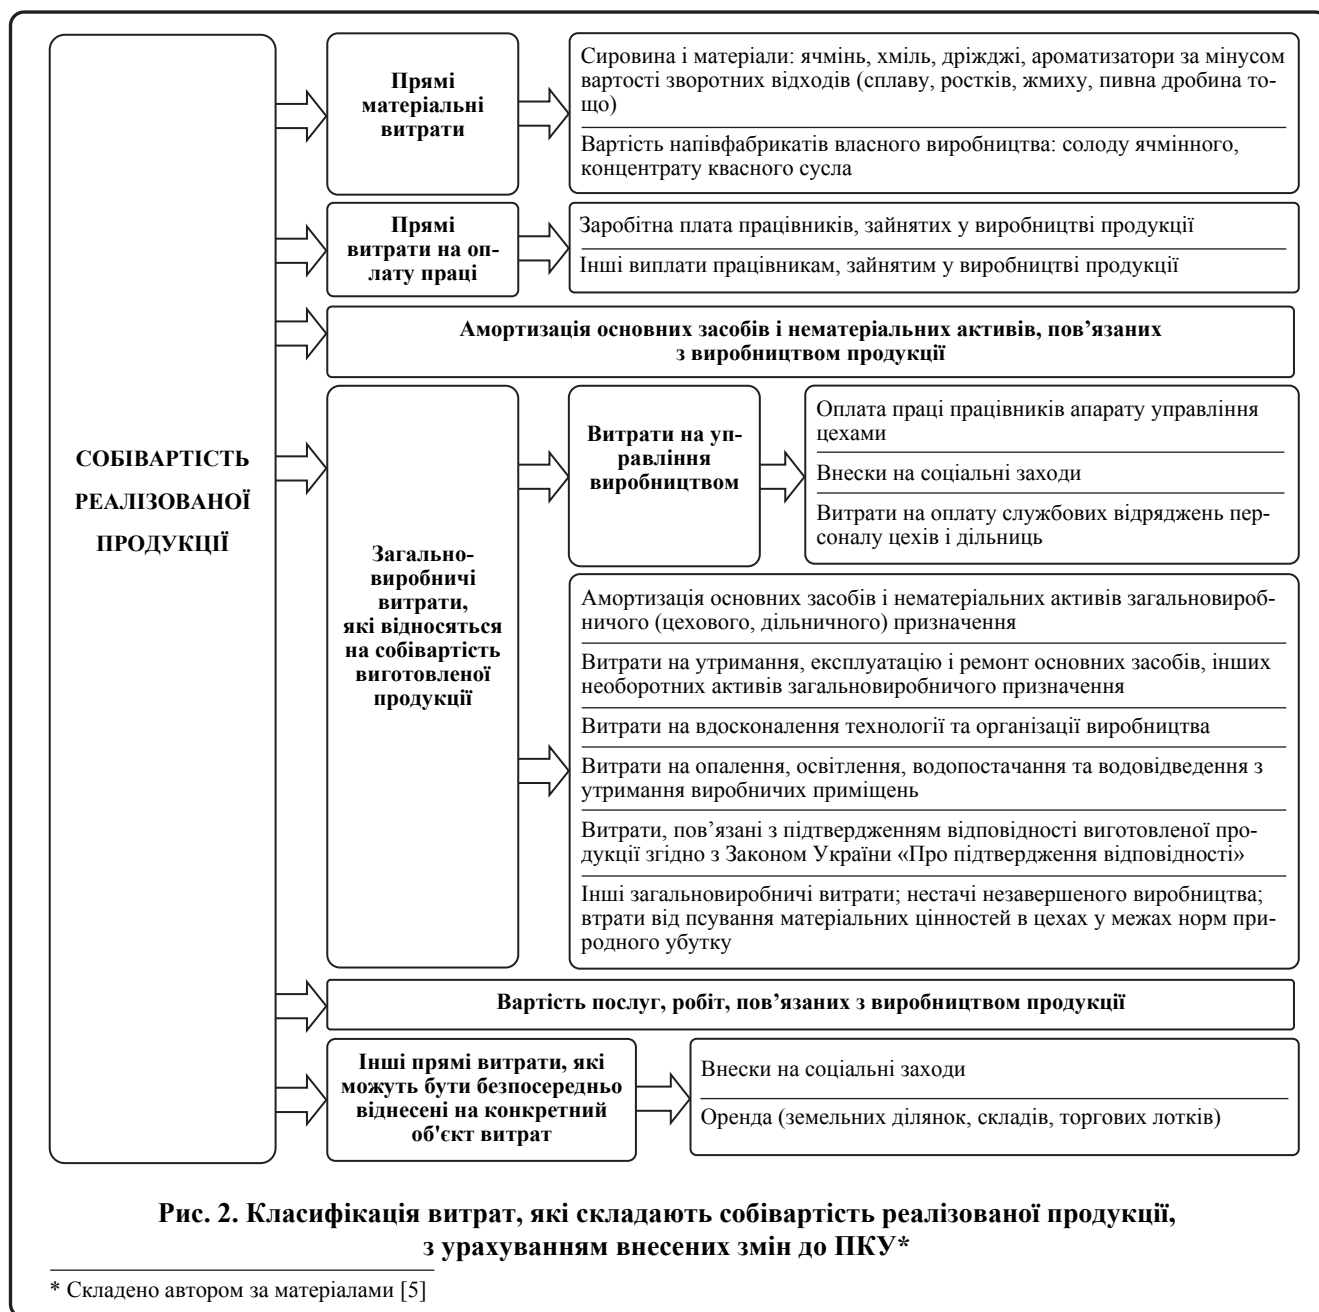 СОБІВАРТІСТЬ
РЕАЛІЗОВАНОЇ
ПРОДУКЦІЇ
Прямі
матеріальні
витрати
Сировина і матеріали: ячмінь, хміль, дріжджі, ароматизатори за мінусом
вартості зворотних відходів (сплаву, ростків, жмиху, пивна дробина то-
що)
Вартість напівфабрикатів власного виробництва: солоду ячмінного,
концентрату квасного сусла
Прямі
витрати на оп-
лату праці
Заробітна плата працівників, зайнятих у виробництві продукції
Інші виплати працівникам, зайнятим у виробництві продукції
Амортизація основних засобів і нематеріальних активів, пов’язаних
з виробництвом продукції
Загально-
виробничі
витрати,
які відносяться
на собівартість
виготовленої
продукції
Витрати на уп-
равління
виробництвом
Оплата праці працівників апарату управління
цехами
Внески на соціальні заходи
Витрати на оплату службових відряджень пер-
соналу цехів і дільниць
Амортизація основних засобів і нематеріальних активів загальновироб-
ничого (цехового, дільничного) призначення
Витрати на утримання, експлуатацію і ремонт основних засобів, інших
необоротних активів загальновиробничого призначення
Витрати на вдосконалення технології та організації виробництва
Витрати на опалення, освітлення, водопостачання та водовідведення з
утримання виробничих приміщень
Витрати, пов’язані з підтвердженням відповідності виготовленої про-
дукції згідно з Законом України «Про підтвердження відповідності»
Інші загальновиробничі витрати; нестачі незавершеного виробництва;
втрати від псування матеріальних цінностей в цехах у межах норм при-
родного убутку
Вартість послуг, робіт, пов’язаних з виробництвом продукції
Інші прямі витрати, які
можуть бути безпосередньо
віднесені на конкретний
об'єкт витрат
Внески на соціальні заходи
Оренда (земельних ділянок, складів, торгових лотків)
Рис. 2. Класифікація витрат, які складають собівартість реалізованої продукції,
з урахуванням внесених змін до ПКУ*
* Складено автором за матеріалами [5]